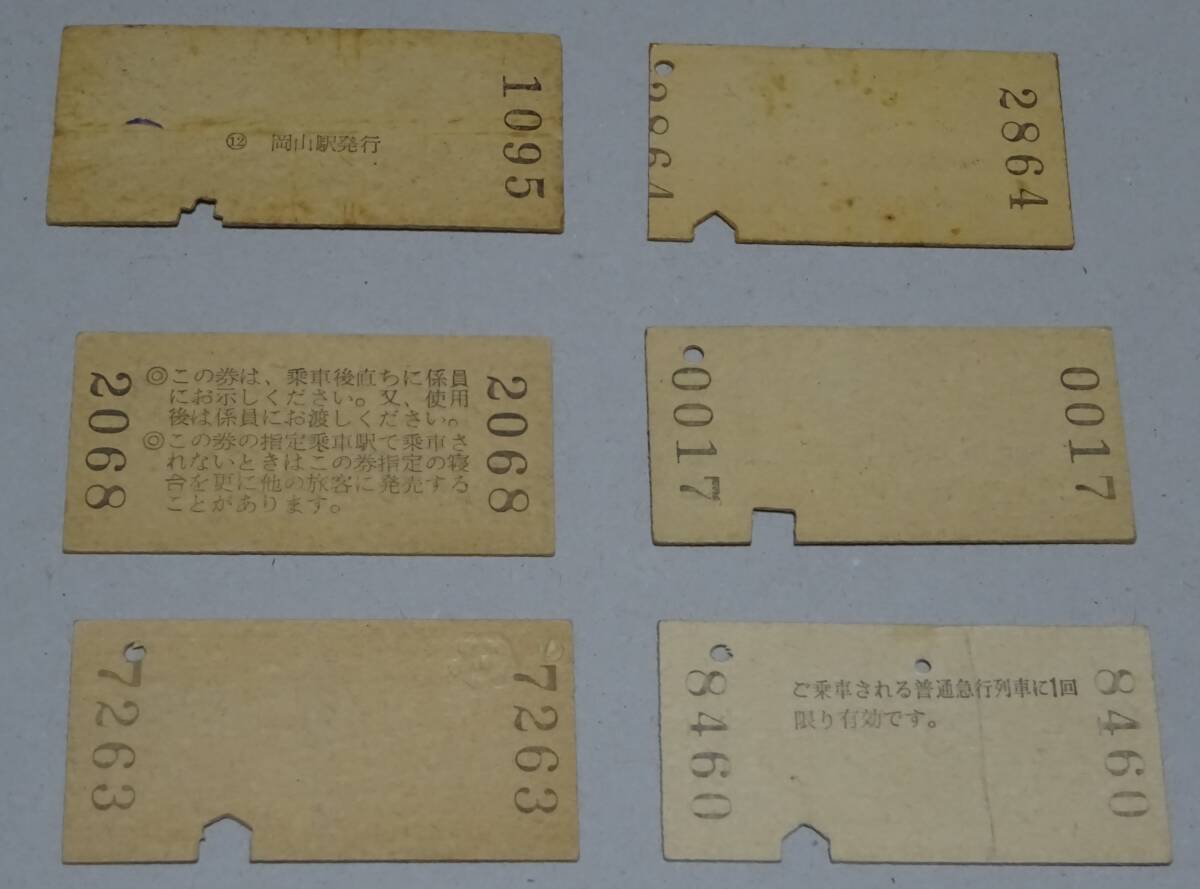 1095
⑫ 岡山駅発行
2864
2864
2068
◎この券は、乗車後直ちに係員
にお示しください。又、使用
後は係員にお渡しください。
◎この券の指定乗車駅で乗車さ
れないときはこの券指定の寝
台を更に他の旅客に発売する
ことがあります。
2068
0017
0017
7263
7263
8460
ご乗車される普通急行列車に1回
限り有効です。
8460